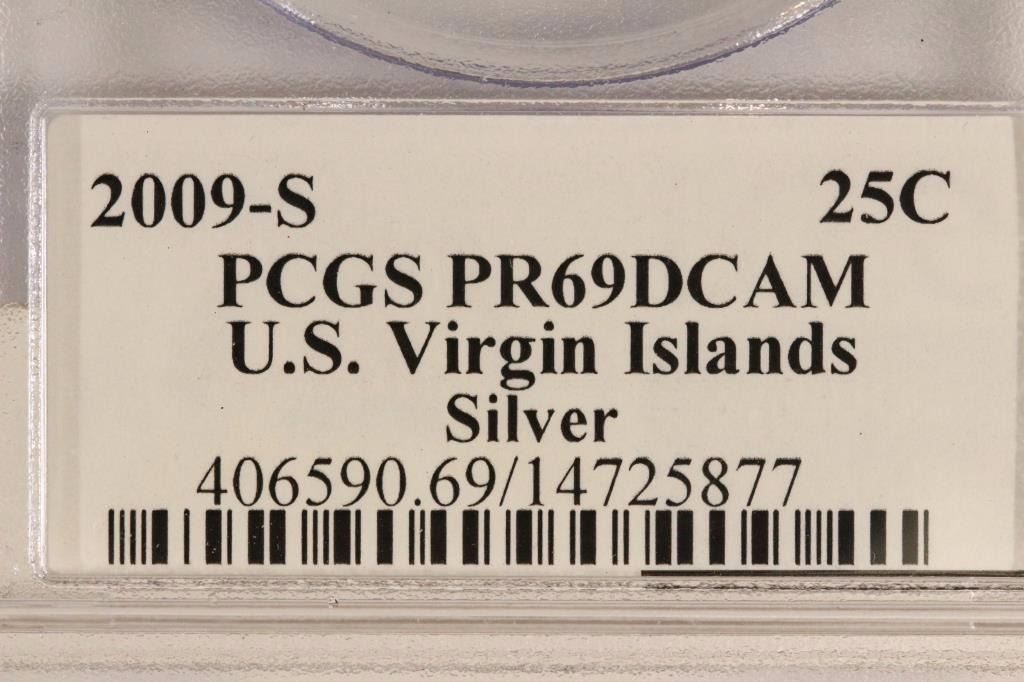 2009-S 25C
PCGS PR69DCAM
U.S. Virgin Islands
Silver
406590.69/14725877